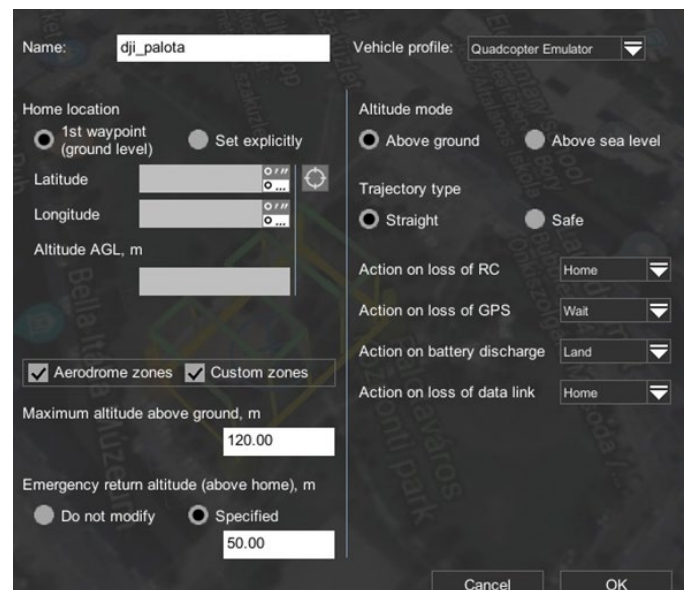 Name: dji_palota
Vehicle profile: Quadcopter Emulator
Home location
1st waypoint
(ground level)
Set explicitly
Latitude
Longitude
Altitude AGL, m
Aerodrome zones Custom zones
Maximum altitude above ground, m
120.00
Emergency return altitude (above home), m
Do not modify Specified
50.00
Altitude mode
Above ground Above sea level
Trajectory type
Straight Safe
Action on loss of RC Home
Action on loss of GPS Wait
Action on battery discharge Land
Action on loss of data link Home
Cancel OK
Bella Italia
Múzeum
Palotaváros